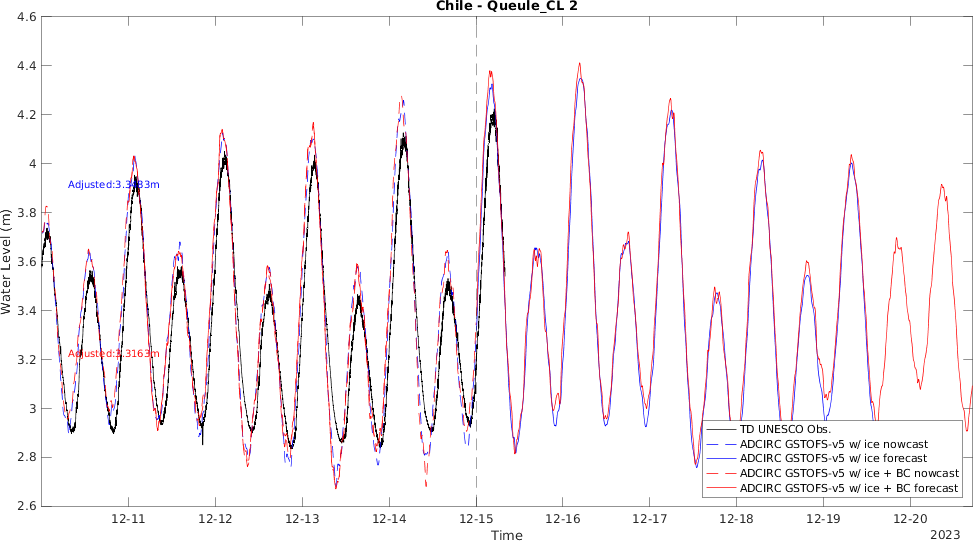 Chile - Queule_CL 2
4.6
4.4
4.2
4
3.8
3.6
3.4
3.2
3
2.8
2.6
Water Level (m)
Adjusted:3.3433m
Adjusted:3.3163m
TD UNESCO Obs.
ADCIRC GSTOFS-v5 w/ ice nowcast
ADCIRC GSTOFS-v5 w/ ice forecast
ADCIRC GSTOFS-v5 w/ ice + BC nowcast
ADCIRC GSTOFS-v5 w/ ice + BC forecast
12-11 12-12 12-13 12-14 12-15 12-16 12-17 12-18 12-19 12-20
Time
2023